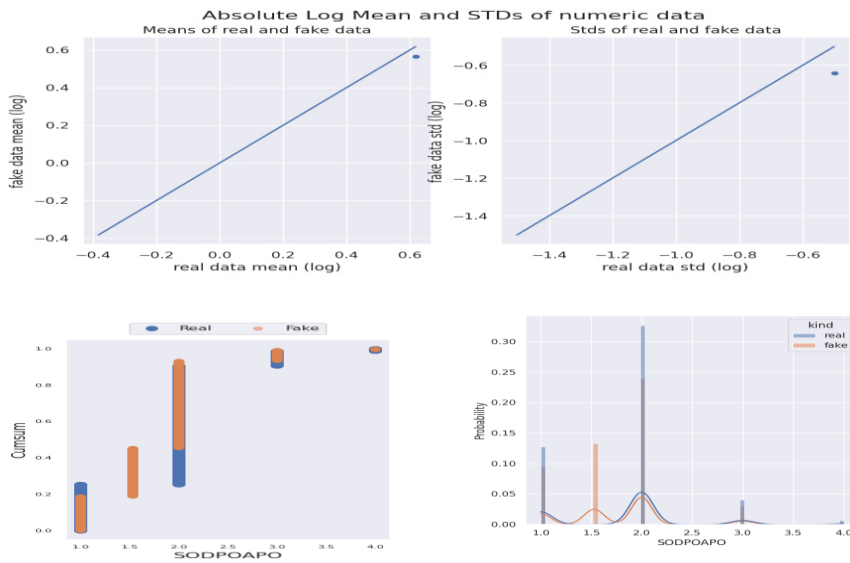 Absolute Log Mean and STDs of numeric data
Means of real and fake data
fake data mean (log)
0.6
0.4
0.2
0.0
−0.2
−0.4
−0.4 −0.2 0.0 0.2 0.4 0.6
real data mean (log)
Stds of real and fake data
fake data std (log)
−0.6
−0.8
−1.0
−1.2
−1.4
−1.4 −1.2 −1.0 −0.8 −0.6
real data std (log)
Real Fake
Cumsum
1.0
0.8
0.6
0.4
0.2
0.0
1.0 1.5 2.0 2.5 3.0 3.5 4.0
SODPOAPO
kind
real
fake
Probability
0.30
0.25
0.20
0.15
0.10
0.05
0.00
1.0 1.5 2.0 2.5 3.0 3.5 4.0
SODPOAPO